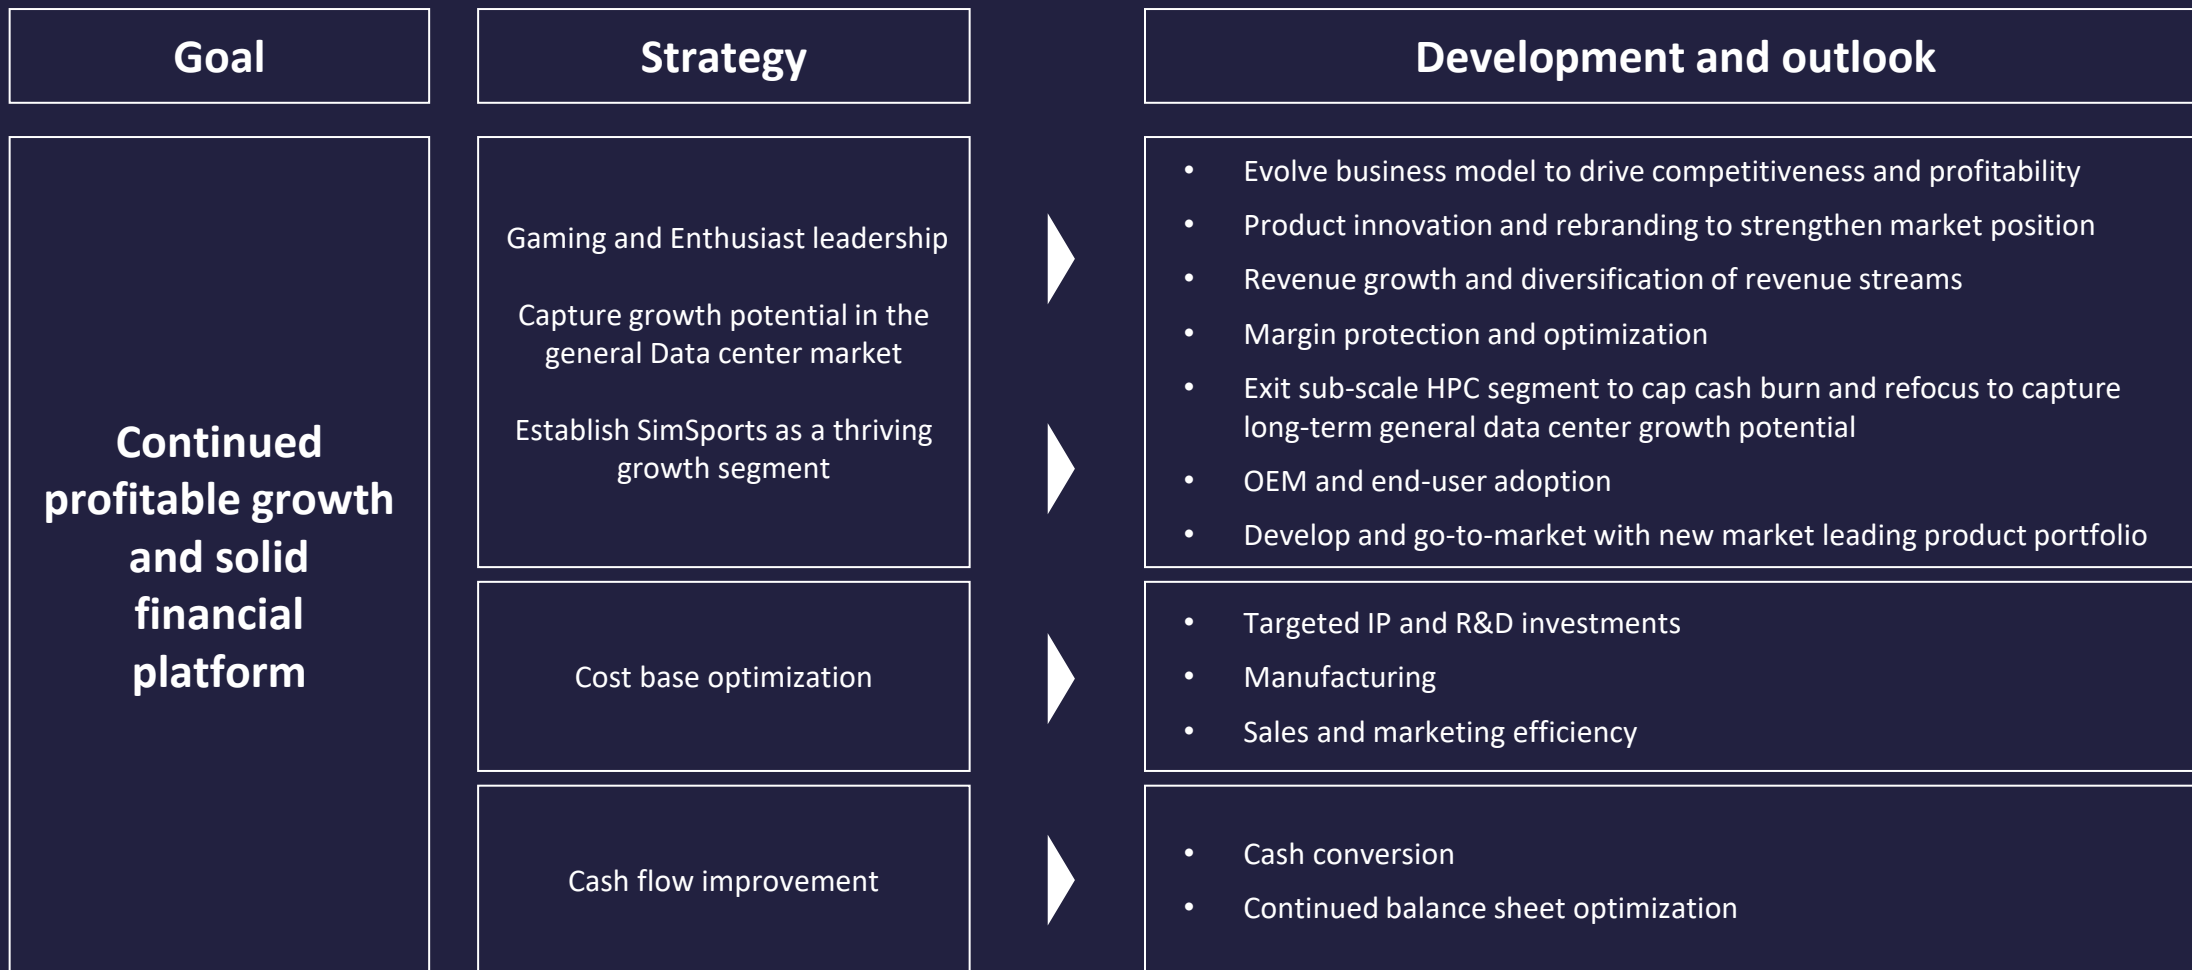 Goal
Strategy
Development and outlook
Continued
profitable growth
and solid
financial
platform
Gaming and Enthusiast leadership
Capture growth potential in the
general Data center market
Establish SimSports as a thriving
growth segment
• Evolve business model to drive competitiveness and profitability
• Product innovation and rebranding to strengthen market position
• Revenue growth and diversification of revenue streams
• Margin protection and optimization
• Exit sub-scale HPC segment to cap cash burn and refocus to capture
long-term general data center growth potential
• OEM and end-user adoption
• Develop and go-to-market with new market leading product portfolio
Cost base optimization
• Targeted IP and R&D investments
• Manufacturing
• Sales and marketing efficiency
Cash flow improvement
• Cash conversion
• Continued balance sheet optimization